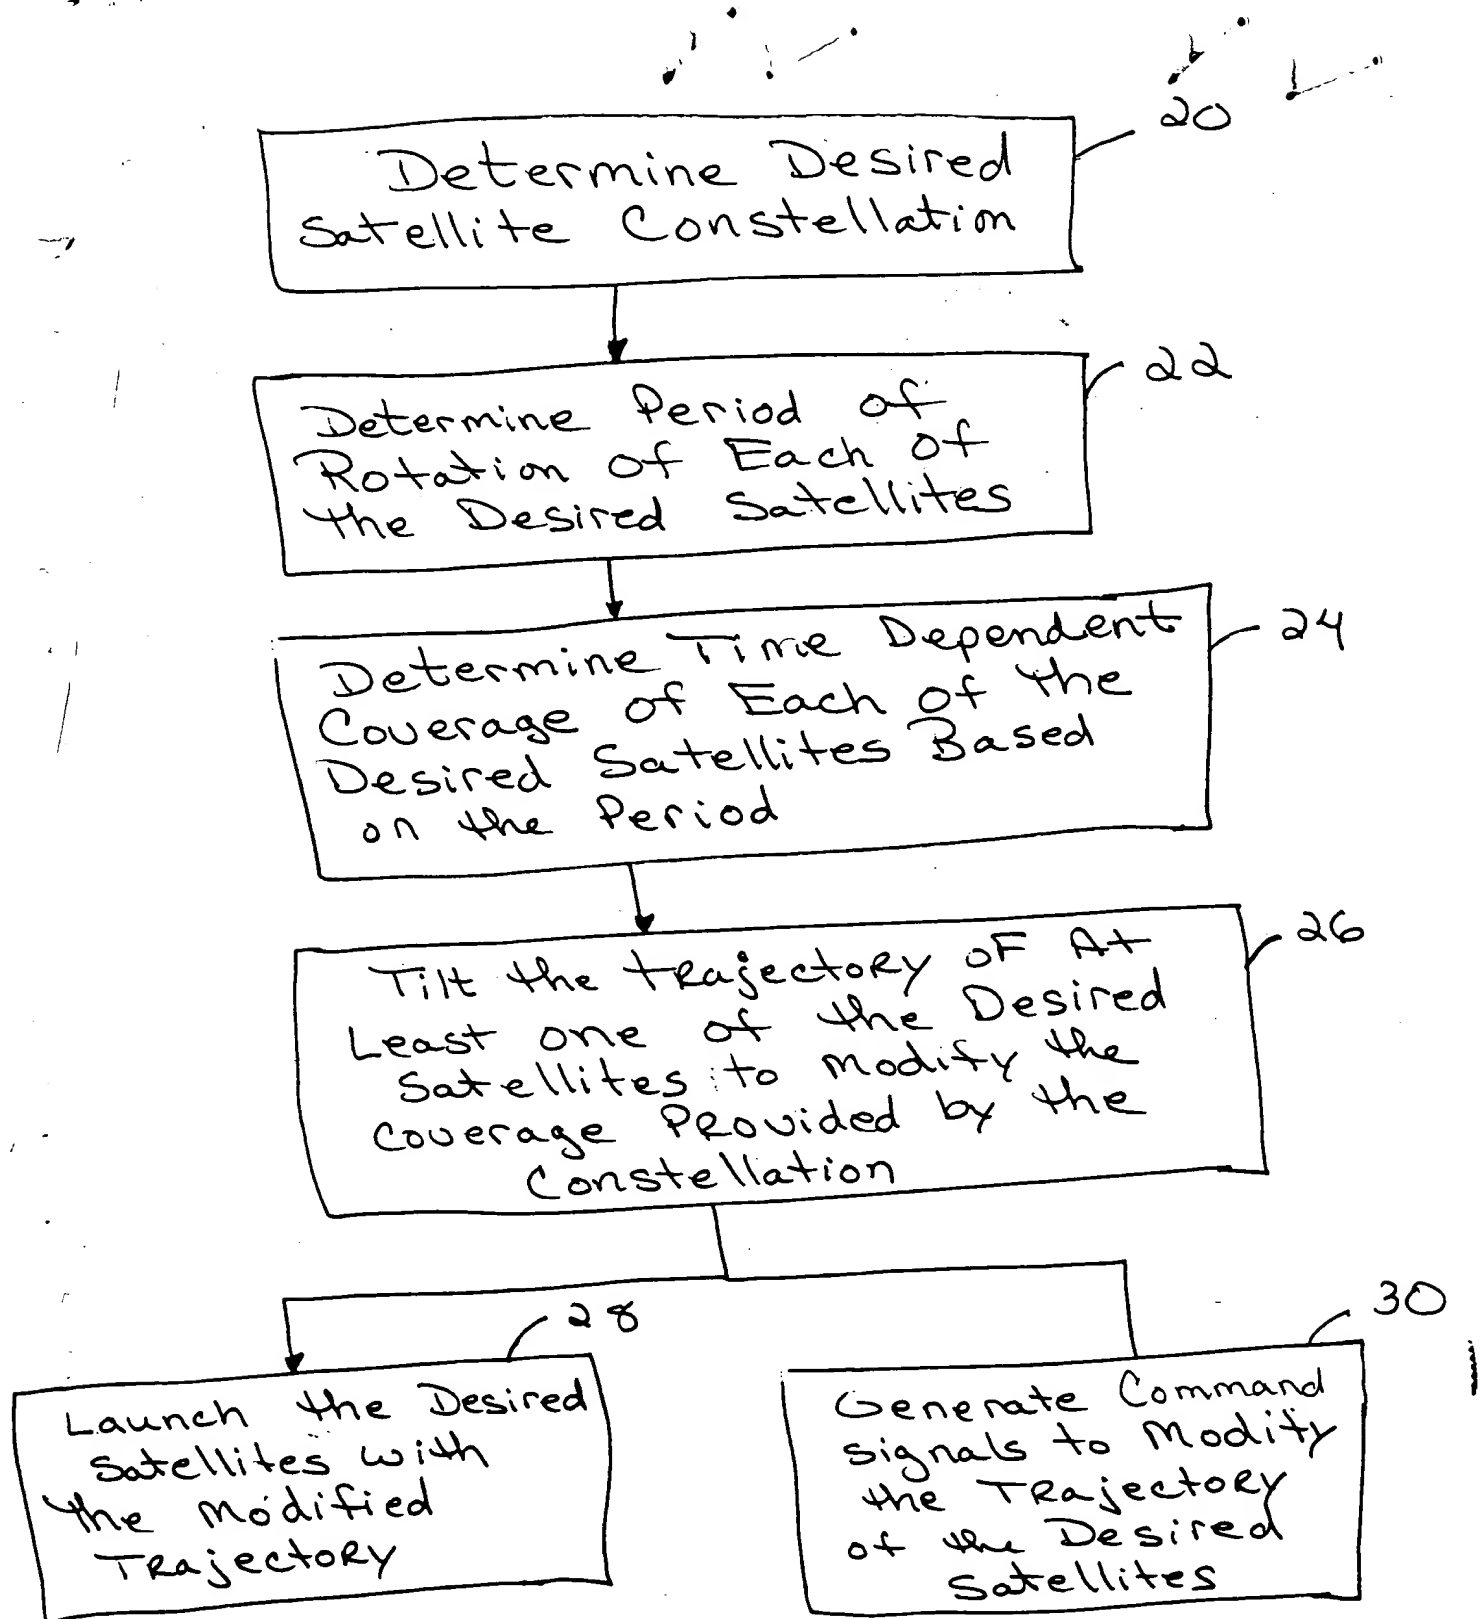 20
Determine Desired
Satellite Constellation
22
Determine Period of
Rotation of Each of
the Desired Satellites
24
Determine Time Dependent
Coverage of Each of the
Desired Satellites Based
on the Period
26
Tilt the trajectory of At
Least one of the Desired
Satellites to modify the
coverage Provided by the
Constellation
28
Launch the Desired
Satellites with
the modified
Trajectory
30
Generate Command
signals to Modify
the Trajectory
of the Desired
Satellites